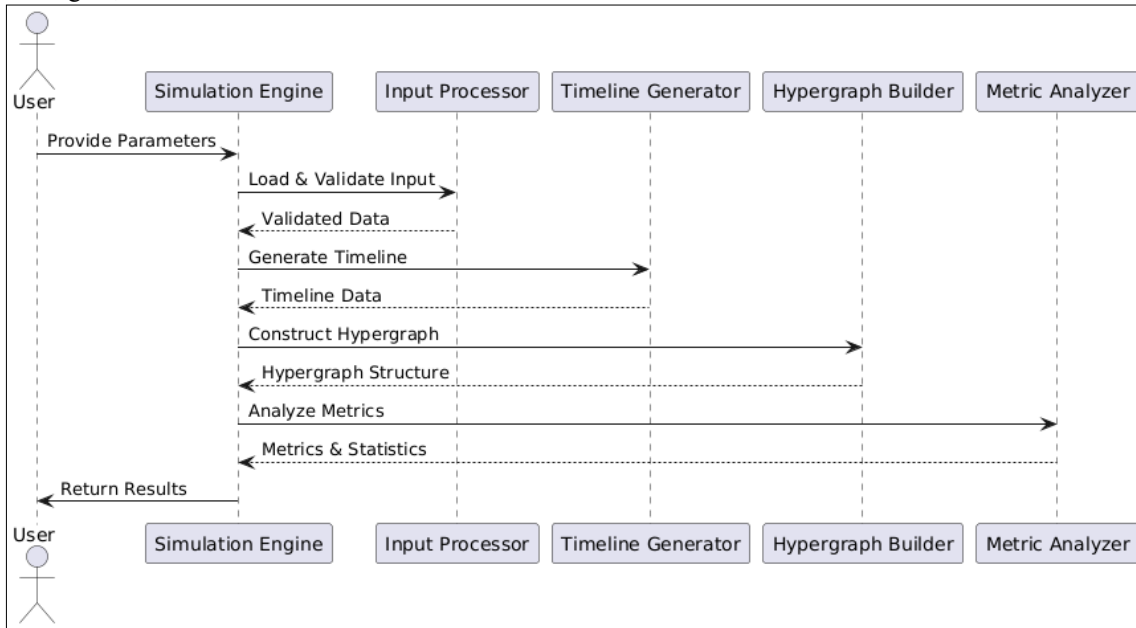 User
Simulation Engine
Input Processor
Timeline Generator
Hypergraph Builder
Metric Analyzer
Provide Parameters
Load & Validate Input
Validated Data
Generate Timeline
Timeline Data
Construct Hypergraph
Hypergraph Structure
Analyze Metrics
Metrics & Statistics
Return Results
User
Simulation Engine
Input Processor
Timeline Generator
Hypergraph Builder
Metric Analyzer